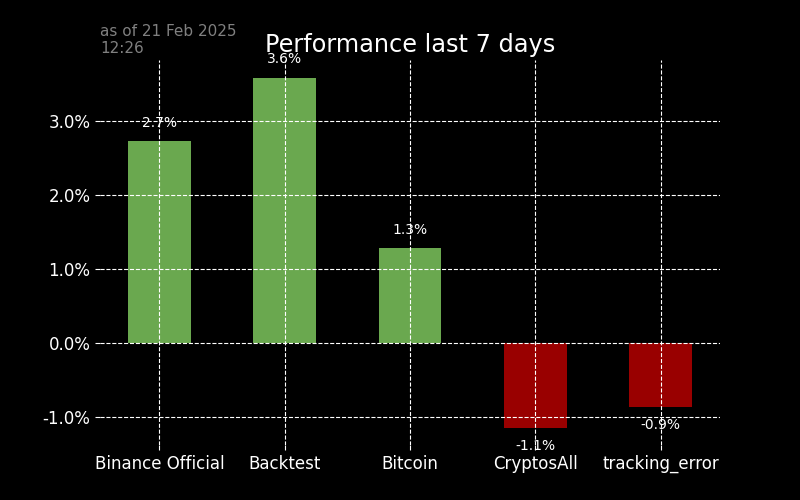 as of 21 Feb 2025
12:26
Performance last 7 days
3.6%
2.7%
1.3%
-1.1%
-0.9%
3.0%
2.0%
1.0%
0.0%
-1.0%
Binance Official
Backtest
Bitcoin
CryptosAll
tracking_error